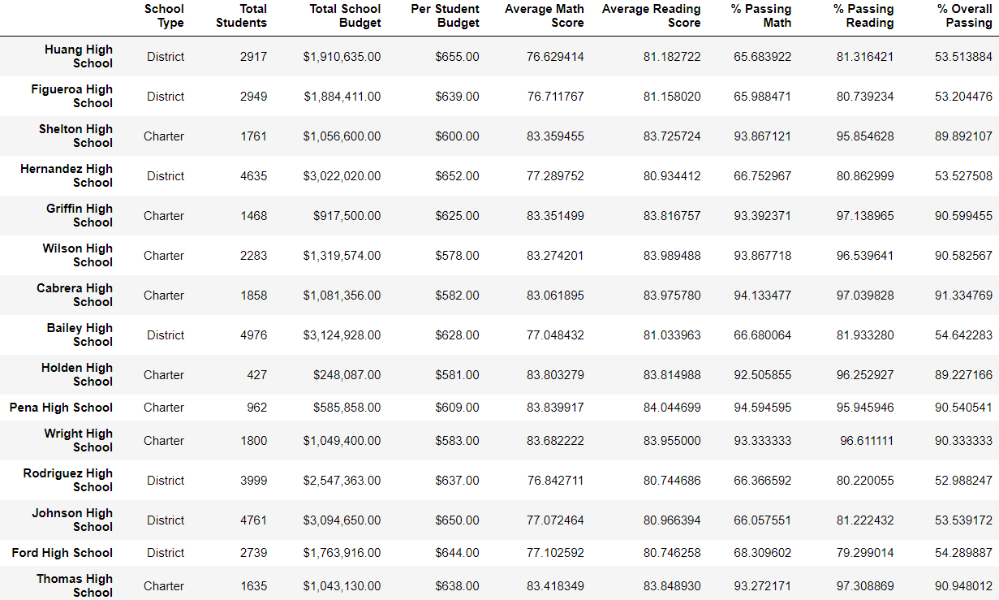 School Type Total Students Total School Budget Per Student Budget Average Math Score Average Reading Score % Passing Math % Passing Reading % Overall Passing
Huang High School District 2917 $1,910,635.00 $655.00 76.629414 81.182722 65.683922 81.316421 53.513884
Figueroa High School District 2949 $1,884,411.00 $639.00 76.711767 81.158020 65.988471 80.739234 53.204476
Shelton High School Charter 1761 $1,056,600.00 $600.00 83.359455 83.725724 93.867121 95.854628 89.892107
Hernandez High School District 4635 $3,022,020.00 $652.00 77.289752 80.934412 66.752967 80.862999 53.527508
Griffin High School Charter 1468 $917,500.00 $625.00 83.351499 83.816757 93.392371 97.138965 90.599455
Wilson High School Charter 2283 $1,319,574.00 $578.00 83.274201 83.989488 93.867718 96.539641 90.582567
Cabrera High School Charter 1858 $1,081,356.00 $582.00 83.061895 83.975780 94.133477 97.039828 91.334769
Bailey High School District 4976 $3,124,928.00 $628.00 77.048432 81.033963 66.680064 81.933280 54.642283
Holden High School Charter 427 $248,087.00 $581.00 83.803279 83.814988 92.505855 96.252927 89.227166
Pena High School Charter 962 $585,858.00 $609.00 83.839917 84.044699 94.594595 95.945946 90.540541
Wright High School Charter 1800 $1,049,400.00 $583.00 83.682222 83.955000 93.333333 96.611111 90.333333
Rodriguez High School District 3999 $2,547,363.00 $637.00 76.842711 80.744686 66.366592 80.220055 52.988247
Johnson High School District 4761 $3,094,650.00 $650.00 77.072464 80.966394 66.057551 81.222432 53.539172
Ford High School District 2739 $1,763,916.00 $644.00 77.102592 80.746258 68.309602 79.299014 54.289887
Thomas High School Charter 1635 $1,043,130.00 $638.00 83.418349 83.848930 93.272171 97.308869 90.948012